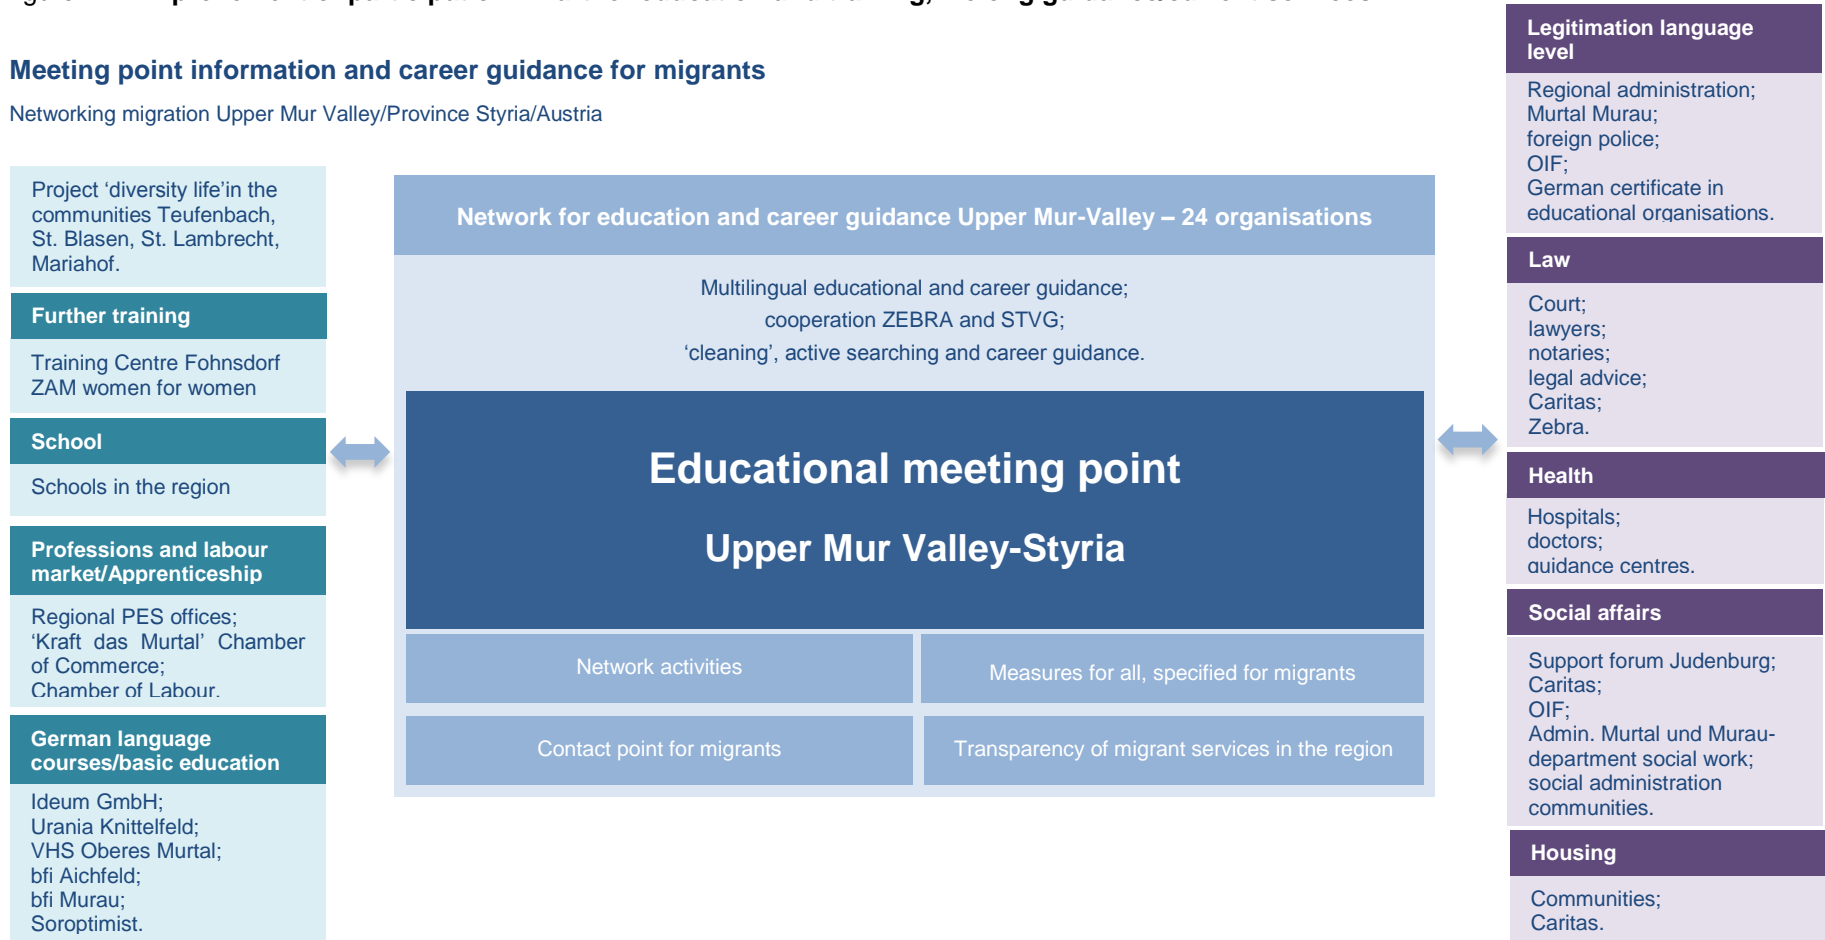 Meeting point information and career guidance for migrants
Networking migration Upper Mur Valley/Province Styria/Austria
Project ‘diversity life’in the
communities Teufenbach,
St. Blasen, St. Lambrecht,
Mariahof.
Further training
Training Centre Fohnsdorf
ZAM women for women
School
Schools in the region
Professions and labour
market/Apprenticeship
Regional PES offices;
‘Kraft das Murtal’ Chamber
of Commerce;
Chamber of Labour.
German language
courses/basic education
Ideum GmbH;
Urania Knittelfeld;
VHS Oberes Murtal;
bfi Aichfeld;
bfi Murau;
Soroptimist.
Network for education and career guidance Upper Mur-Valley – 24 organisations
Multilingual educational and career guidance;
cooperation ZEBRA and STVG;
‘cleaning’, active searching and career guidance.
Educational meeting point
Upper Mur Valley-Styria
Network activities
Measures for all, specified for migrants
Contact point for migrants
Transparency of migrant services in the region
Legitimation language
level
Regional administration;
Murtal Murau;
foreign police;
OIF;
German certificate in
educational organisations.
Law
Court;
lawyers;
notaries;
legal advice;
Caritas;
Zebra.
Health
Hospitals;
doctors;
guidance centres.
Social affairs
Support forum Judenburg;
Caritas;
OIF;
Admin. Murtal und Murau-
department social work;
social administration
communities.
Housing
Communities;
Caritas.